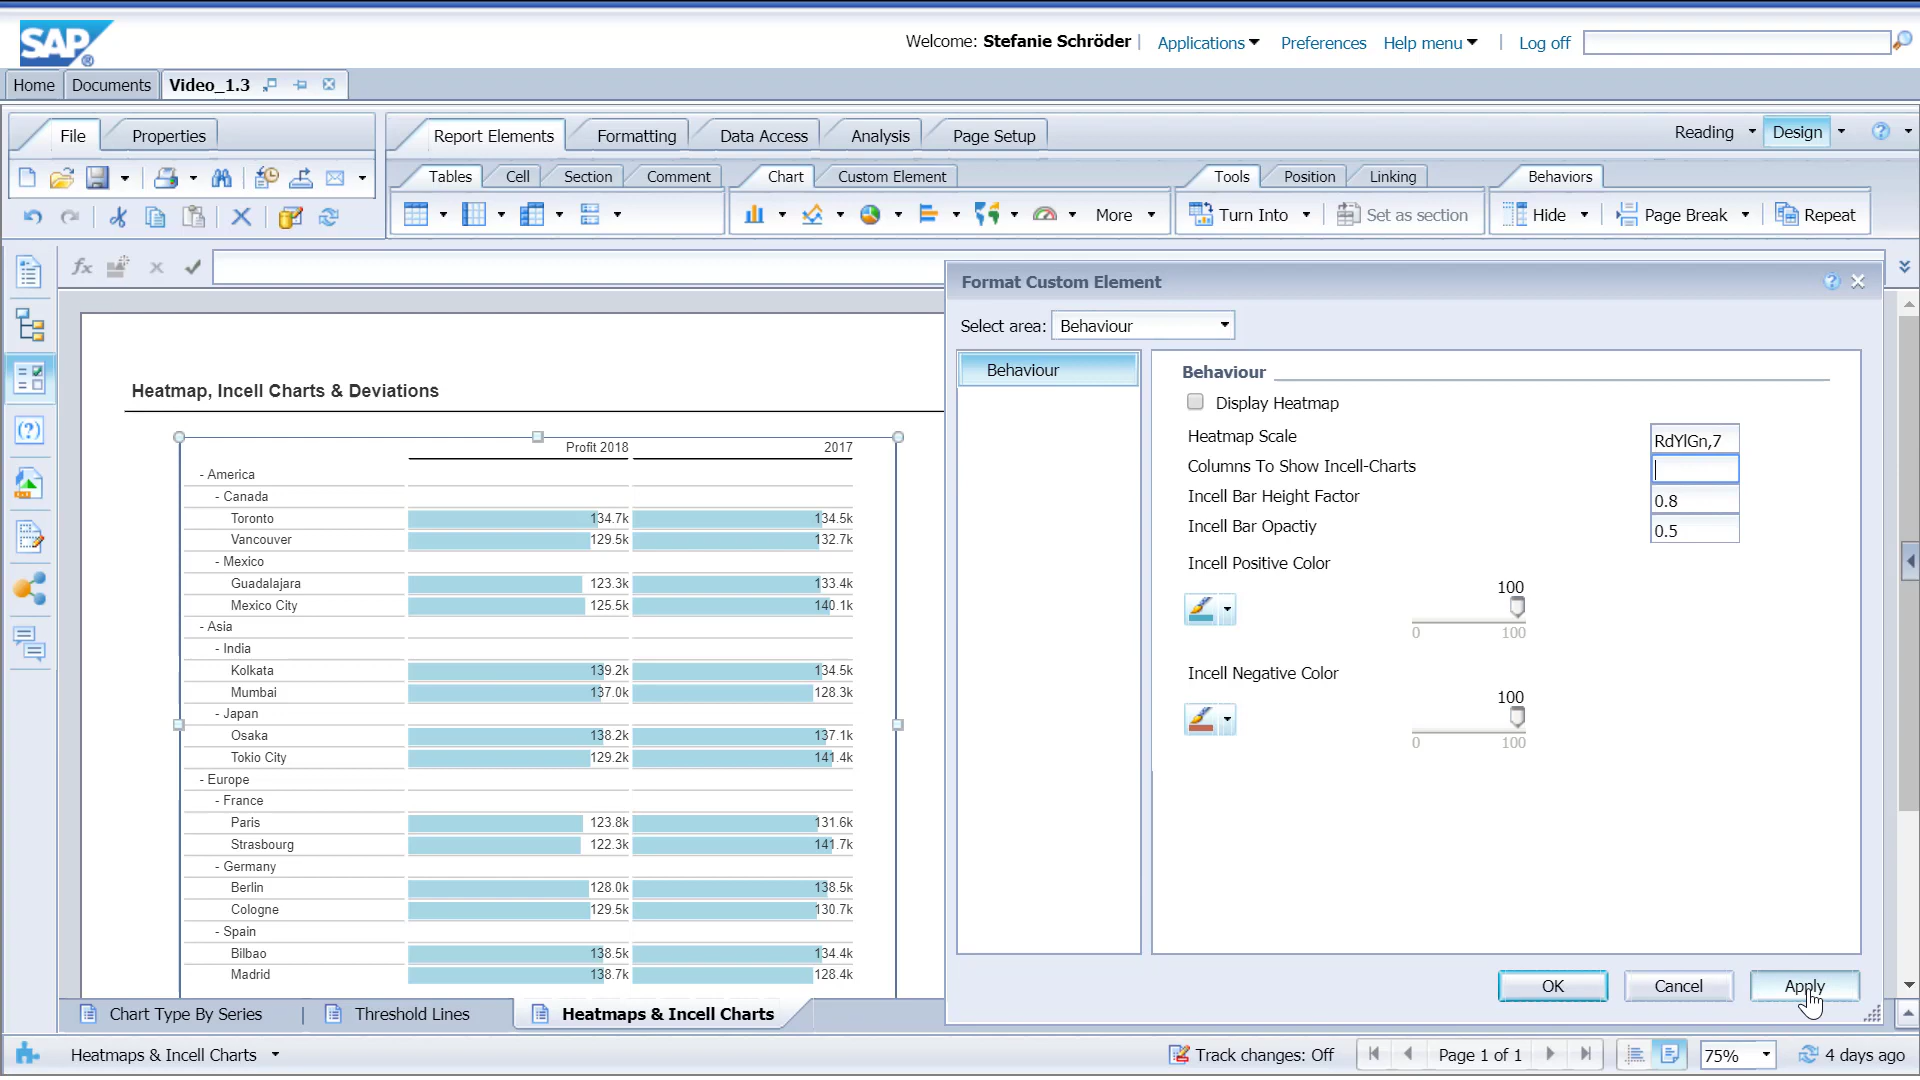 SAP ®
Welcome: Stefanie Schröder | Applications Preferences Help menu | Log off
Home Documents Video_1.3
File Properties Report Elements Formatting Data Access Analysis Page Setup Reading Design
Tables Cell Section Comment Chart Custom Element Tools Position Linking Behaviors
More Turn Into Set as section Hide Page Break Repeat
Format Custom Element
Select area: Behaviour
Behaviour
Behaviour
Display Heatmap
Heatmap Scale RdYlGn,7
Columns To Show Incell-Charts
Incell Bar Height Factor 0.8
Incell Bar Opactiy 0.5
Incell Positive Color
100
0 100
Incell Negative Color
100
0 100
OK Cancel Apply
Heatmap, Incell Charts & Deviations
Profit 2018 2017
- America
- Canada
Toronto 134.7k 134.5k
Vancouver 129.5k 132.7k
- Mexico
Guadalajara 123.3k 133.4k
Mexico City 125.5k 140.1k
- Asia
- India
Kolkata 139.2k 134.5k
Mumbai 137.0k 128.3k
- Japan
Osaka 138.2k 137.1k
Tokio City 129.2k 141.4k
- Europe
- France
Paris 123.8k 131.6k
Strasbourg 122.3k 141.7k
- Germany
Berlin 128.0k 138.5k
Cologne 129.5k 130.7k
- Spain
Bilbao 138.5k 134.4k
Madrid 138.7k 128.4k
Chart Type By Series | Threshold Lines Heatmaps & Incell Charts
Heatmaps & Incell Charts Track changes: Off Page 1 of 1 75% 4 days ago